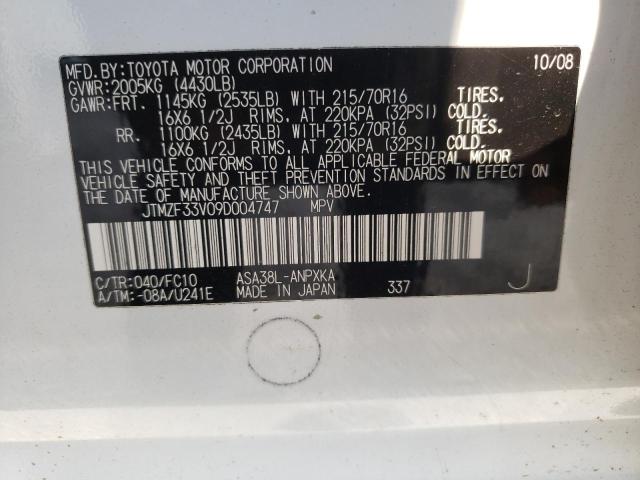 MFD.BY:TOYOTA MOTOR CORPORATION 10/08
GVWR:2005KG (4430LB)
GAWR:FRT. 1145KG (2535LB) WITH 215/70R16 TIRES.
16X6 1/2J RIMS, AT 220KPA (32PSI) COLD.
RR. 1100KG (2435LB) WITH 215/70R16 TIRES.
16X6 1/2J RIMS, AT 220KPA (32PSI) COLD.
THIS VEHICLE CONFORMS TO ALL APPLICABLE FEDERAL MOTOR
VEHICLE SAFETY AND THEFT PREVENTION STANDARDS IN EFFECT ON
THE DATE OF MANUFACTURE SHOWN ABOVE.
JTMZF33V09D004747 MPV
C/TR:040/FC10 ASA38L-ANPXKA
A/TM:-08A/U241E MADE IN JAPAN 337 J